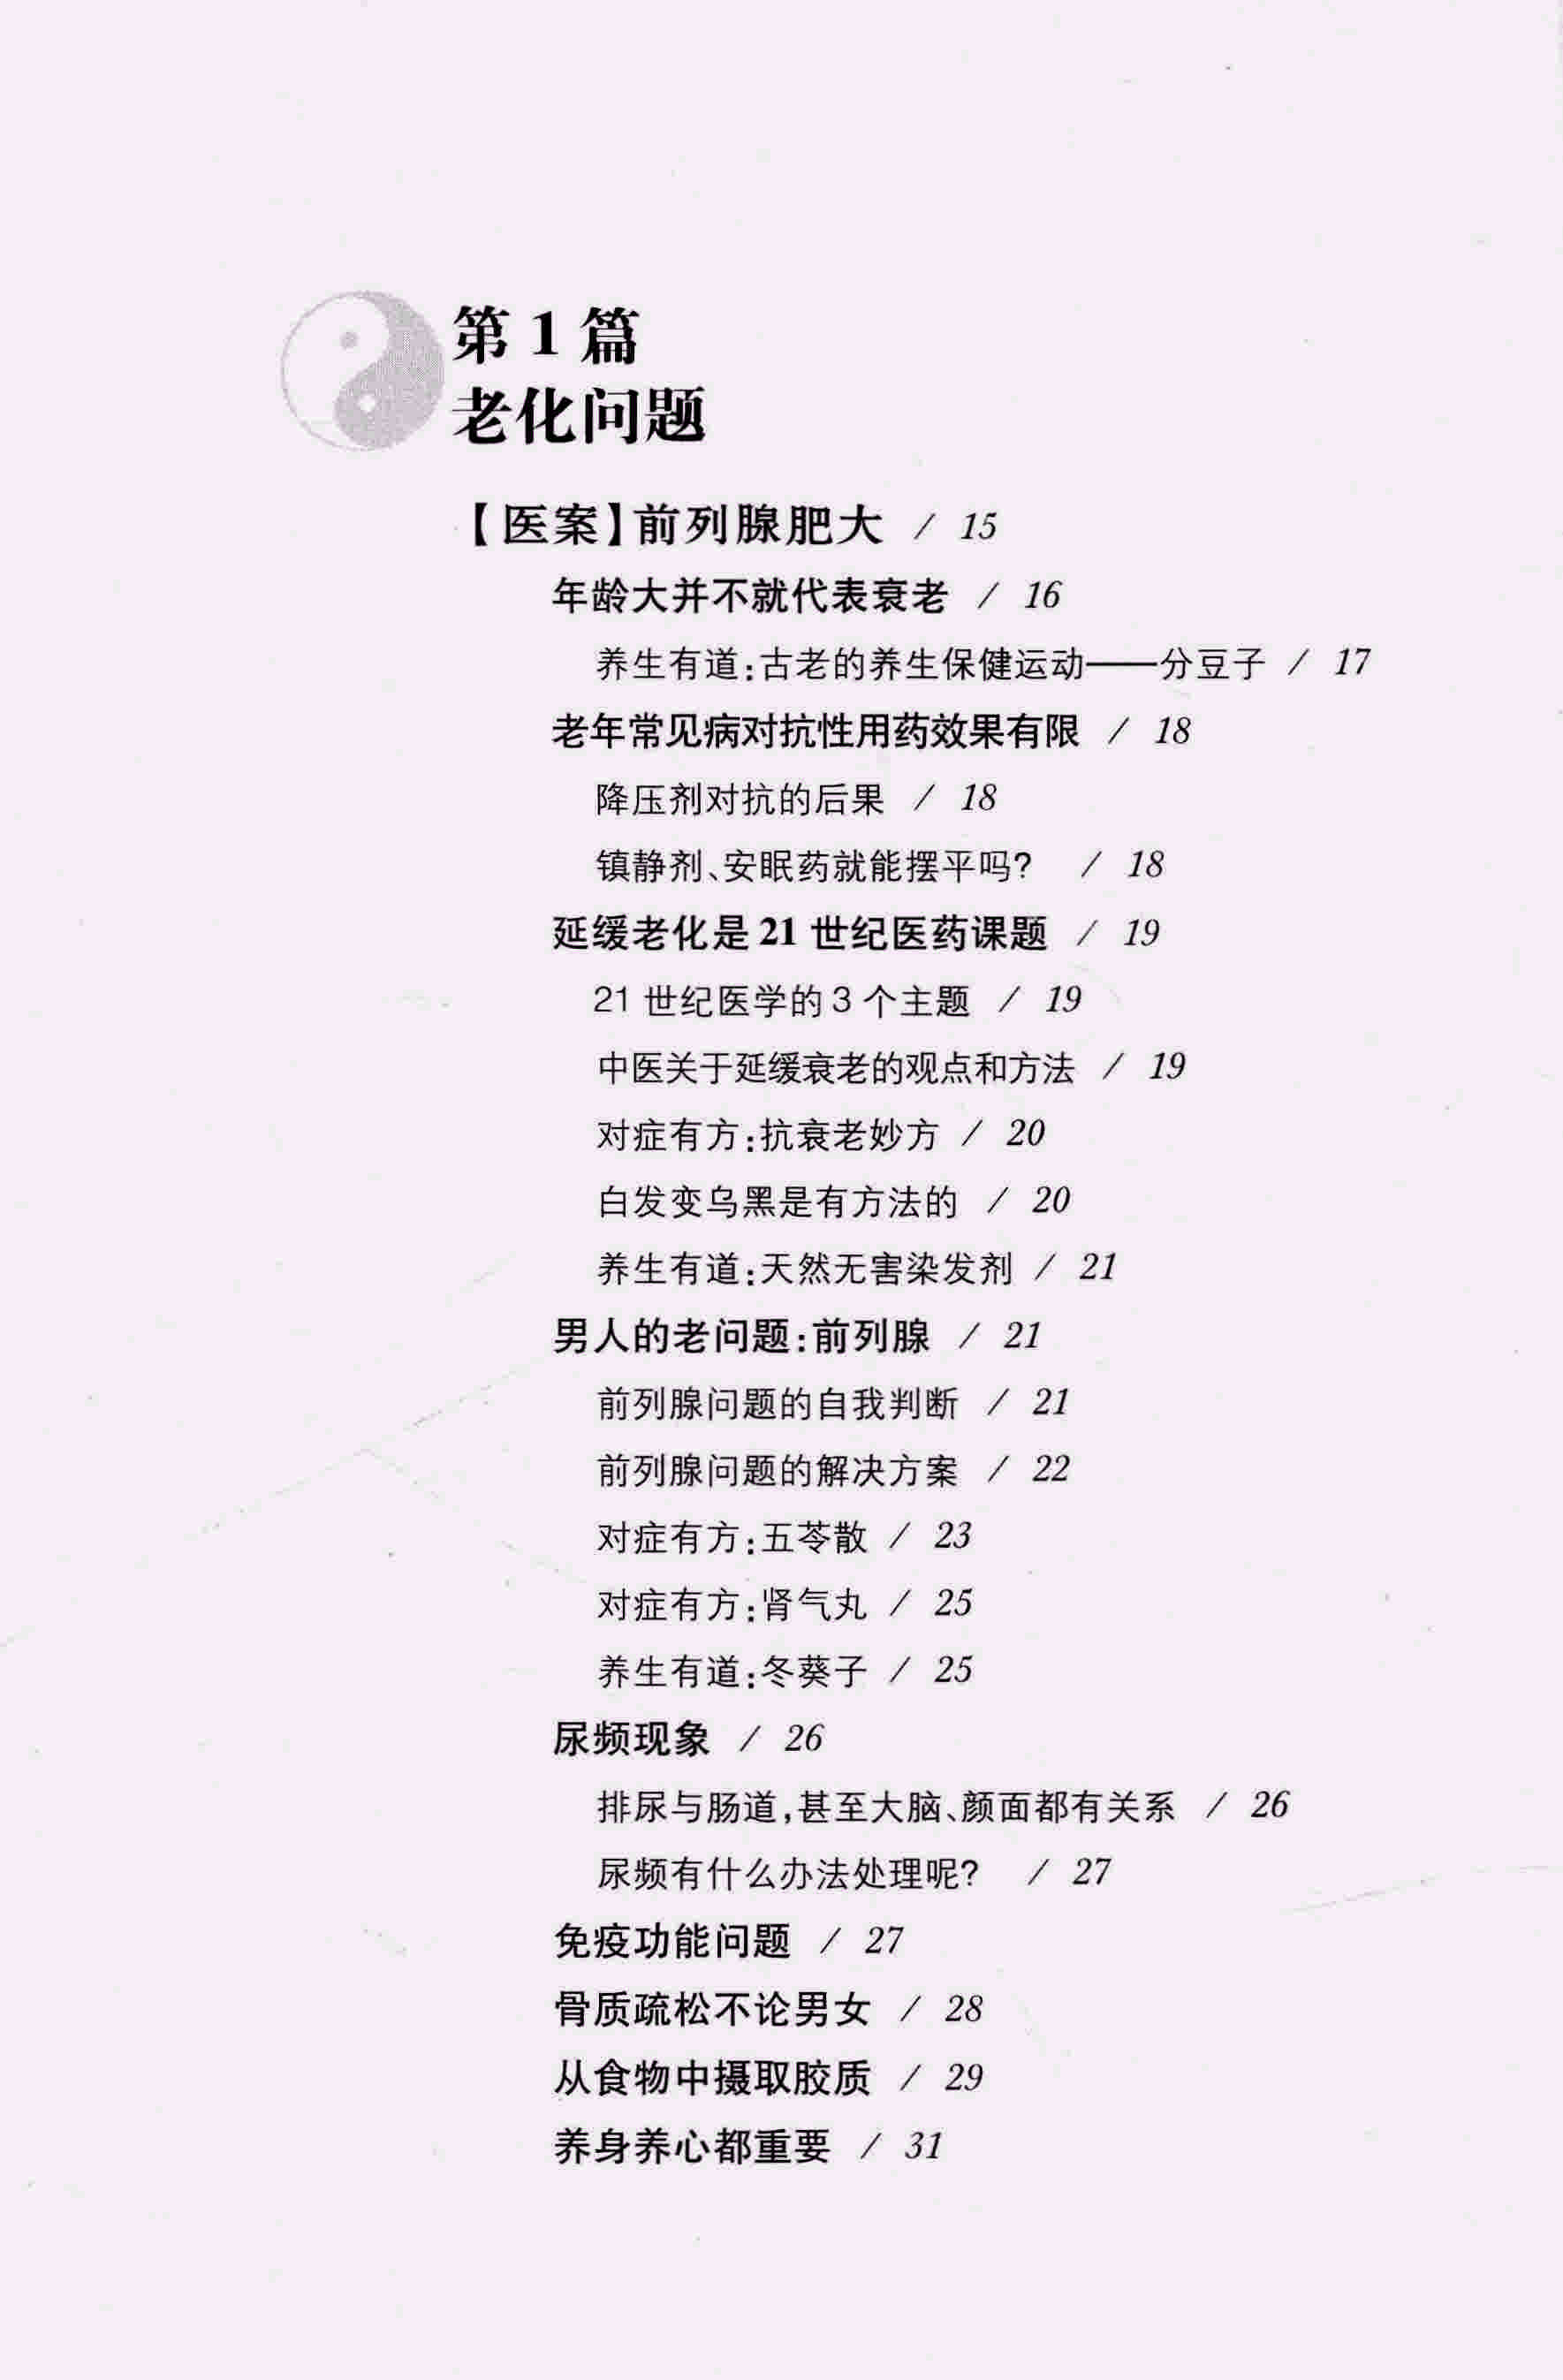 第1篇
老化问题
【医案】前列腺肥大 / 15
年龄大并不就代表衰老 / 16
养生有道:古老的养生保健运动——分豆子 / 17
老年常见病对抗性用药效果有限 / 18
降压剂对抗的后果 / 18
镇静剂、安眠药就能摆平吗? / 18
延缓老化是21世纪医药课题 / 19
21世纪医学的3个主题 / 19
中医关于延缓衰老的观点和方法 / 19
对症有方:抗衰老妙方 / 20
白发变乌黑是有方法的 / 20
养生有道:天然无害染发剂 / 21
男人的老问题:前列腺 / 21
前列腺问题的自我判断 / 21
前列腺问题的解决方案 / 22
对症有方:五苓散 / 23
对症有方:肾气丸 / 25
养生有道:冬葵子 / 25
尿频现象 / 26
排尿与肠道,甚至大脑、颜面都有关系 / 26
尿频有什么办法处理呢? / 27
免疫功能问题 / 27
骨质疏松不论男女 / 28
从食物中摄取胶质 / 29
养身养心都重要 / 31